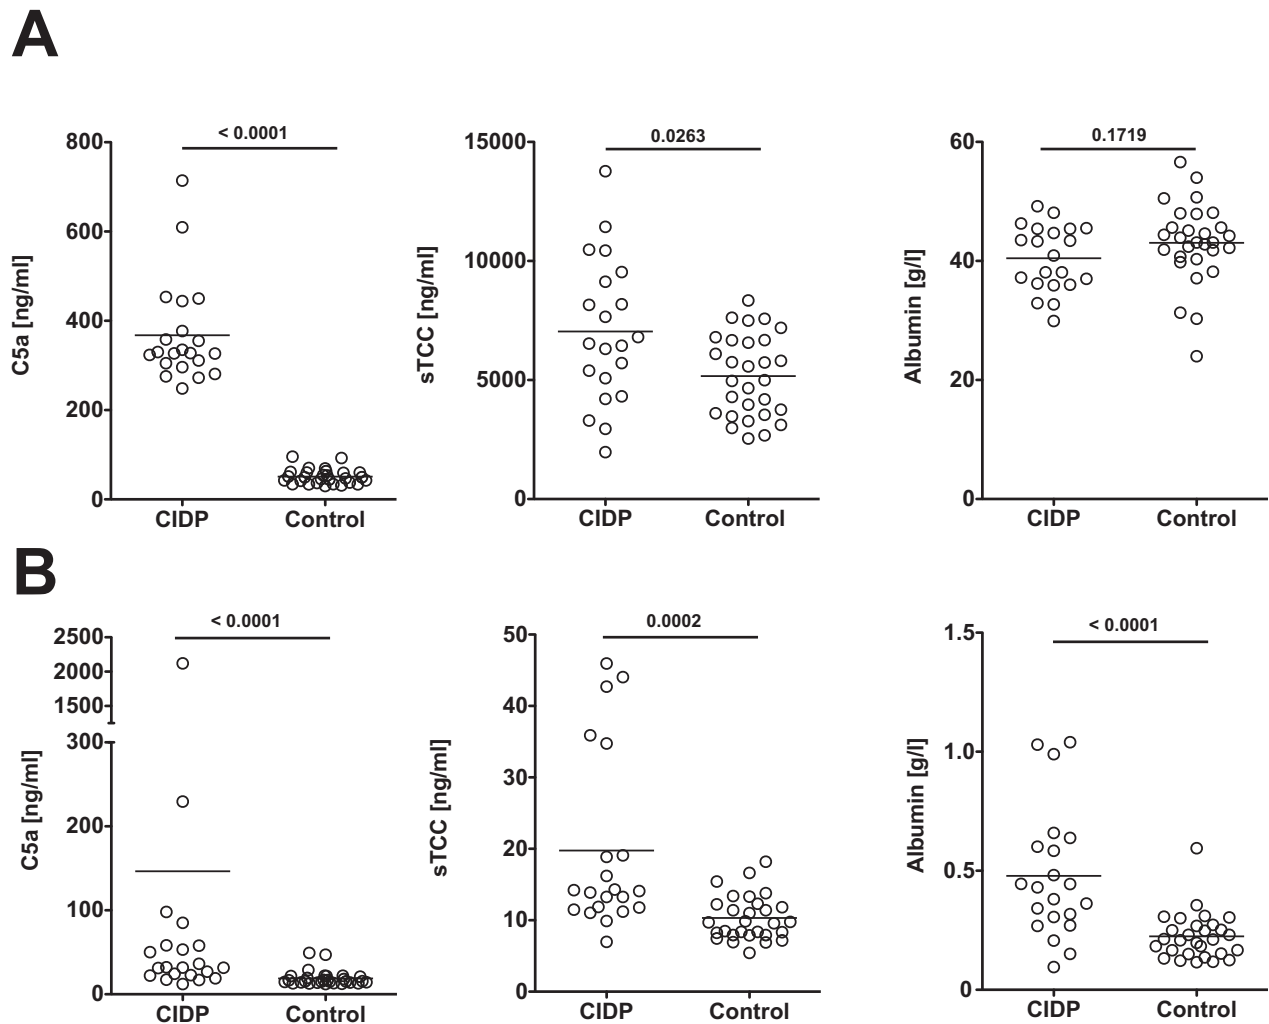 A
< 0.0001
800
600
400
200
0
C5a [ng/ml]
CIDP
Control
0.0263
15000
10000
5000
0
sTCC [ng/ml]
CIDP
Control
0.1719
60
40
20
0
Albumin [g/l]
CIDP
Control
B
< 0.0001
2500
2000
1500
300
200
100
0
C5a [ng/ml]
CIDP
Control
0.0002
50
40
30
20
10
0
sTCC [ng/ml]
CIDP
Control
< 0.0001
1.5
1.0
0.5
0
Albumin [g/l]
CIDP
Control